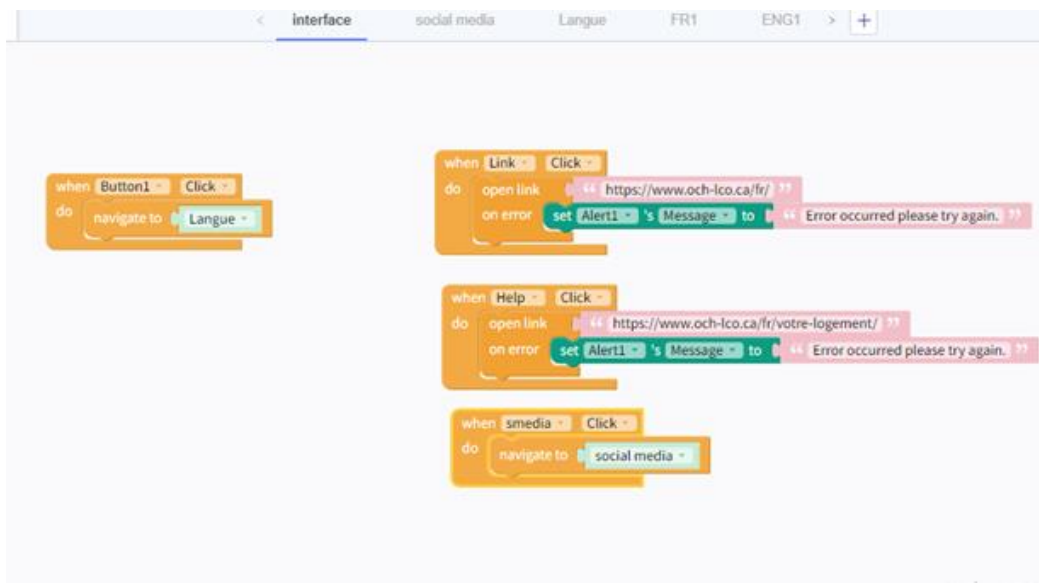 interface social media Langue FR1 ENG1
when Button1 Click
do navigate to Langue
when Link Click
do open link “ https://www.och-lco.ca/fr/ ”
on error set Alert1 's Message to “ Error occurred please try again. ”
when Help Click
do open link “ https://www.och-lco.ca/fr/votre-logement/ ”
on error set Alert1 's Message to “ Error occurred please try again. ”
when smedia Click
do navigate to social media